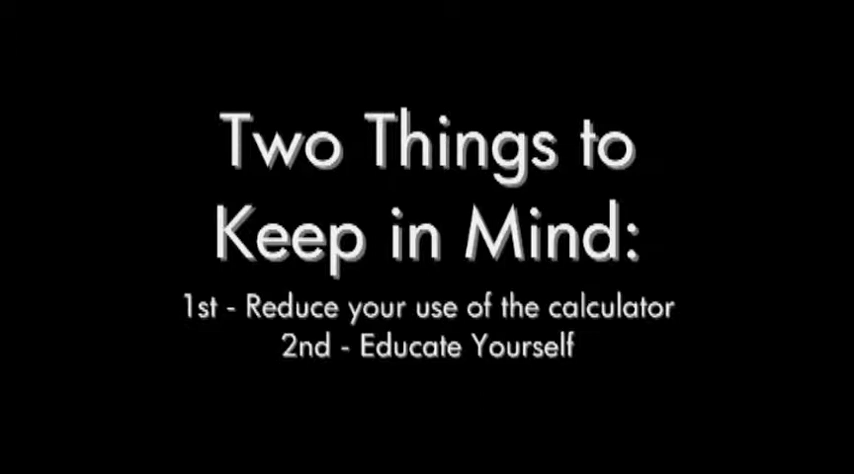 Two Things to
Keep in Mind:
1st - Reduce your use of the calculator
2nd - Educate Yourself